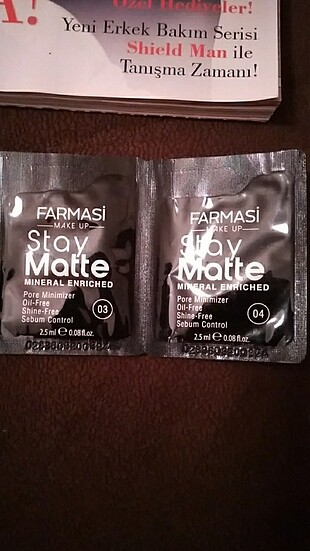 A!
Özel Hediyeler!
Yeni Erkek Bakım Serisi
Shield Man ile
Tanışma Zamanı!
FARMASİ
MAKE UP
Stay
Matte
MINERAL ENRICHED
Pore Minimizer
Oil-Free
Shine-Free
Sebum Control
03
2.5 ml e 0.08 fl.oz.
FARMASİ
MAKE UP
Stay
Matte
MINERAL ENRICHED
Pore Minimizer
Oil-Free
Shine-Free
Sebum Control
04
2.5 ml e 0.08 fl.oz.